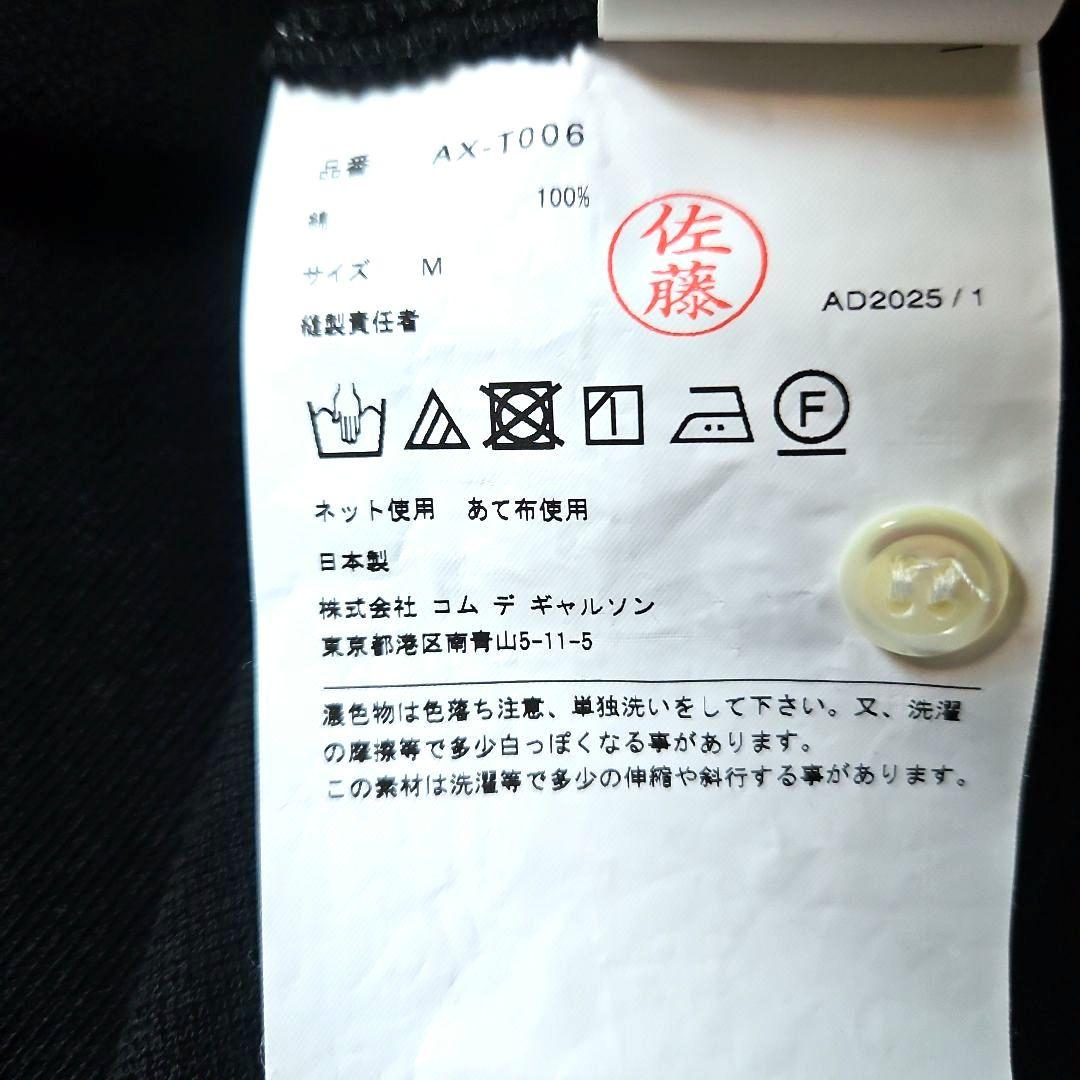 品番 AX-T006
綿 100%
サイズ M
縫製責任者
佐
藤
AD2025 / 1
F
ネット使用 あて布使用
日本製
株式会社 コム デ ギャルソン
東京都港区南青山5-11-5
濃色物は色落ち注意、単独洗いをして下さい。又、洗濯
の摩擦等で多少白っぽくなる事があります。
この素材は洗濯等で多少の伸縮や斜行する事があります。